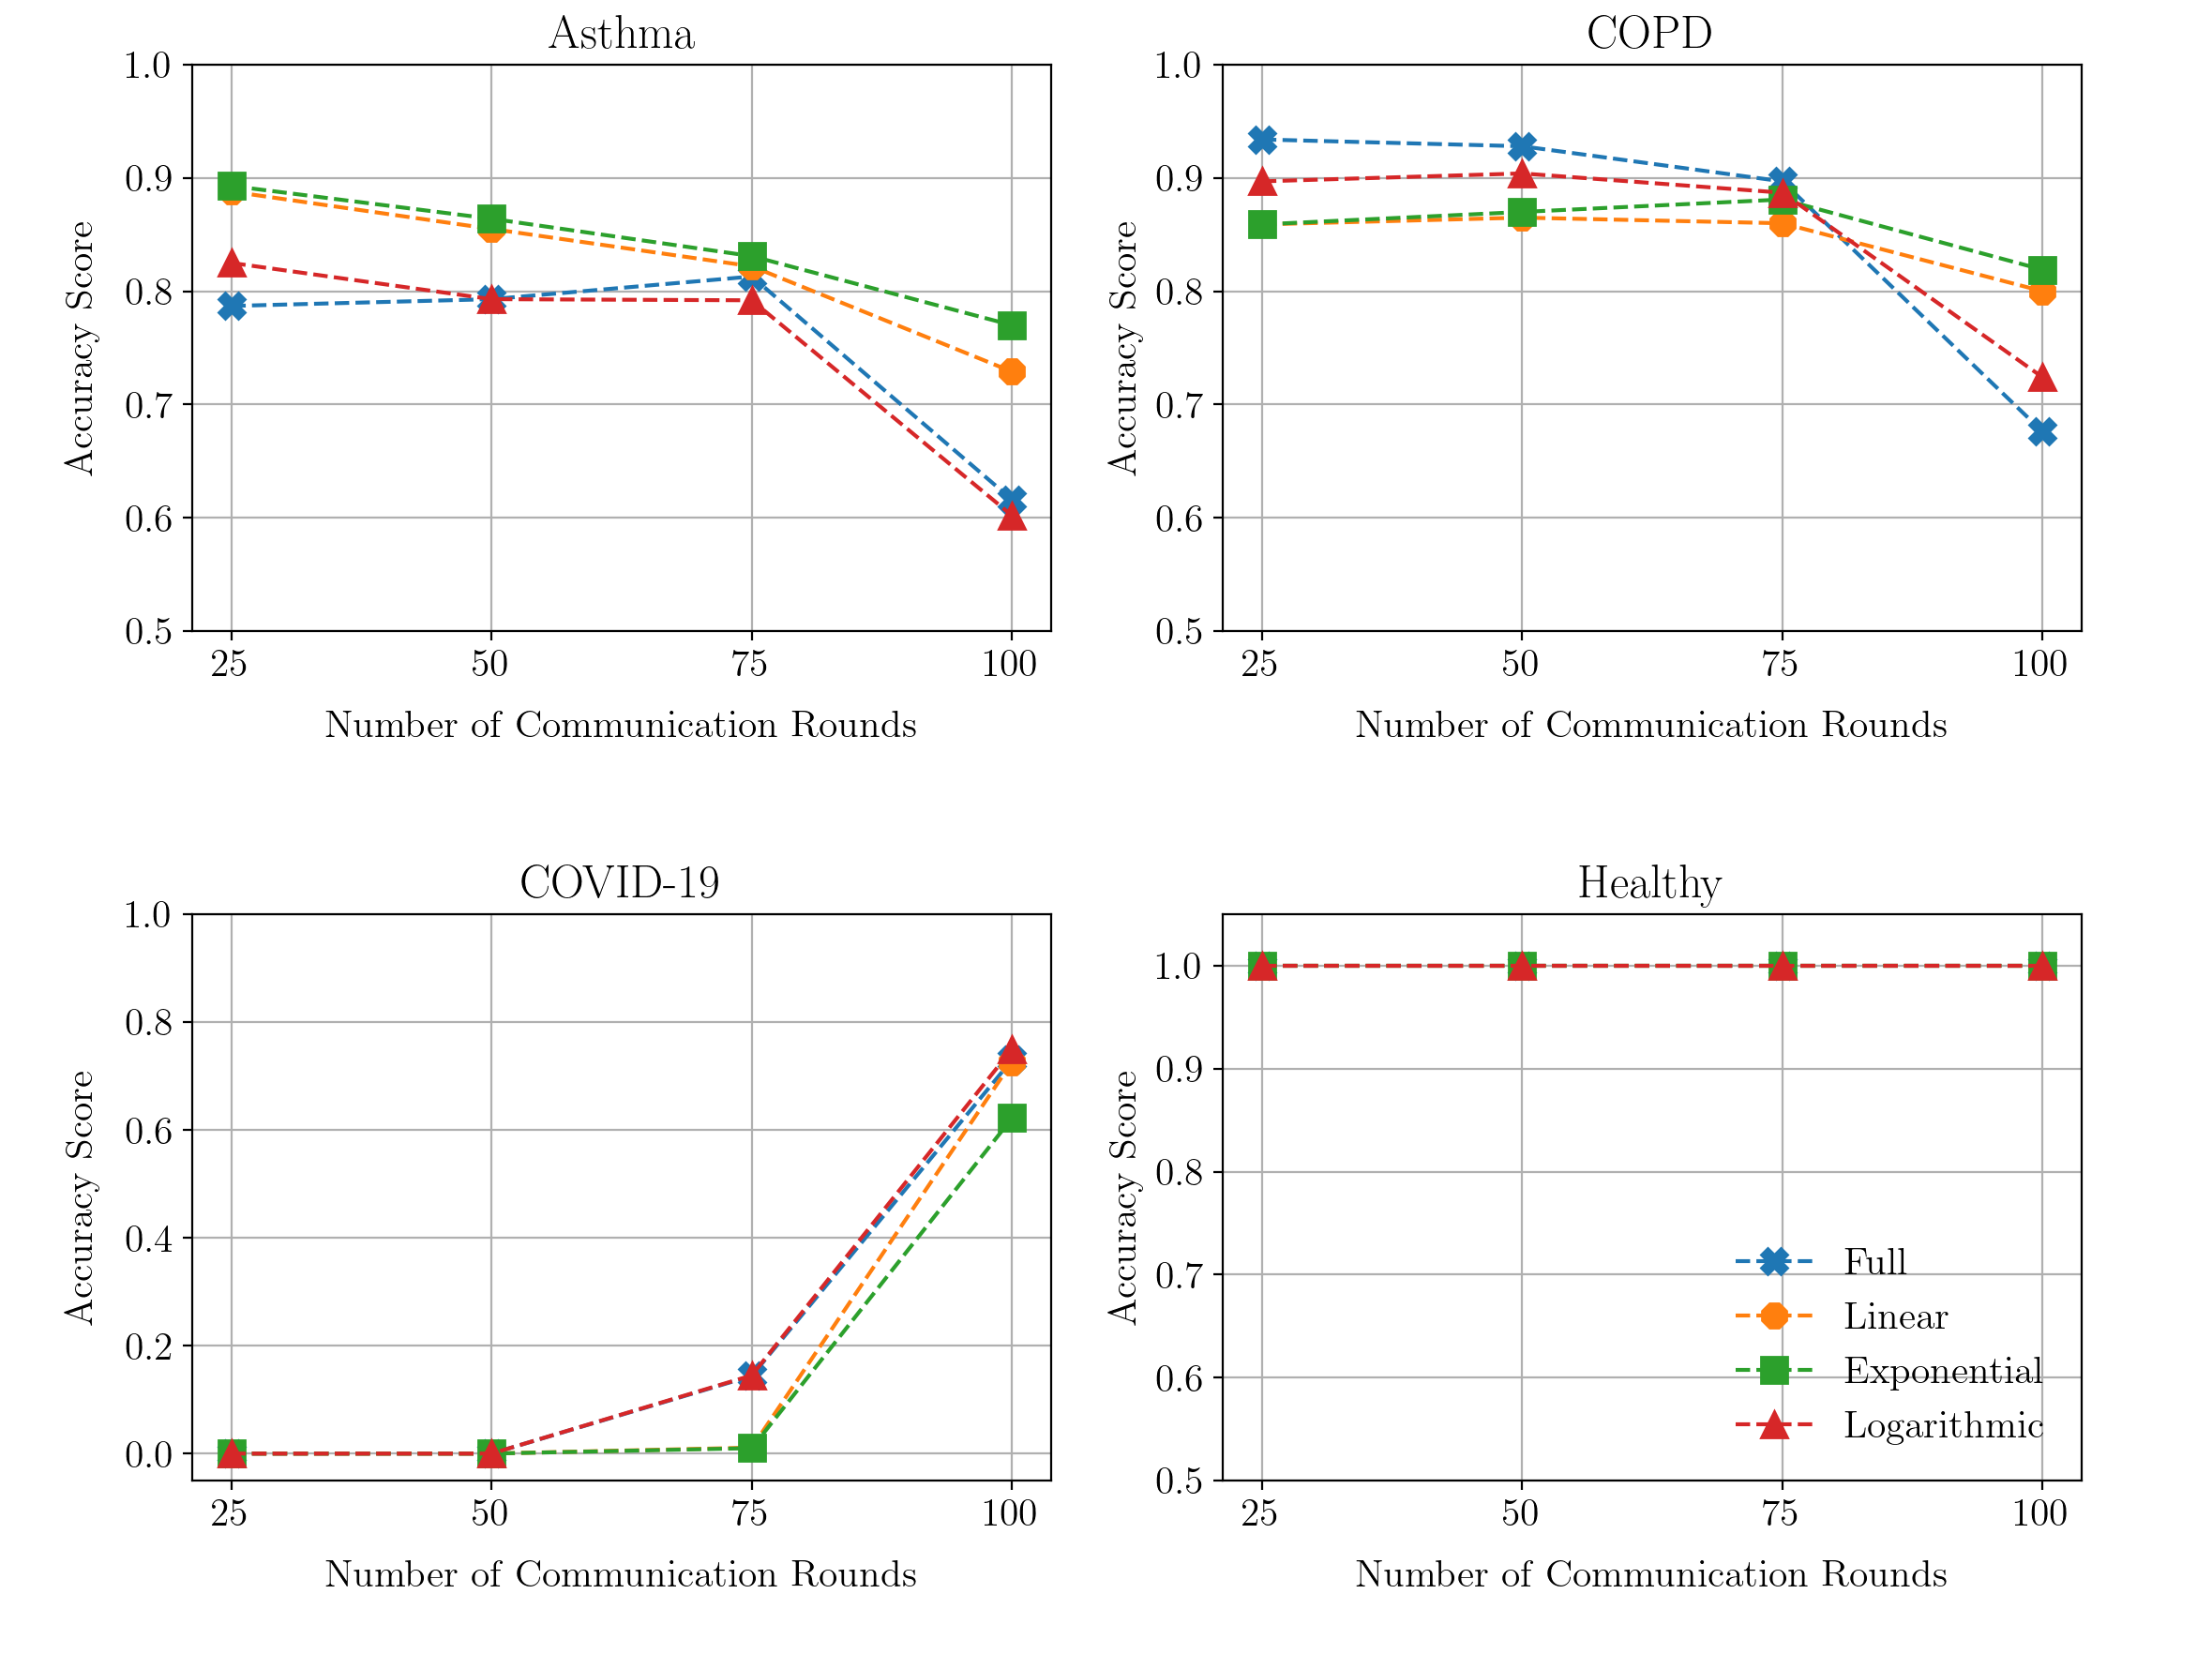 Asthma
1.0
0.9
0.8
0.7
0.6
0.5
Accuracy Score
25 50 75 100
Number of Communication Rounds
COPD
1.0
0.9
0.8
0.7
0.6
0.5
Accuracy Score
25 50 75 100
Number of Communication Rounds
COVID-19
1.0
0.8
0.6
0.4
0.2
0.0
Accuracy Score
25 50 75 100
Number of Communication Rounds
Healthy
1.0
0.9
0.8
0.7
0.6
0.5
Accuracy Score
Full
Linear
Exponential
Logarithmic
25 50 75 100
Number of Communication Rounds